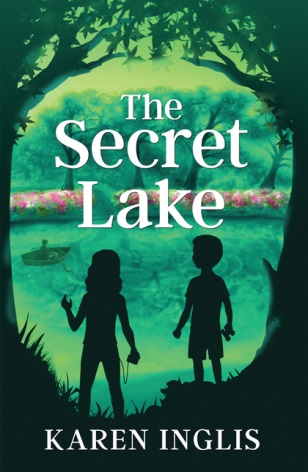 The
Secret
Lake
KAREN INGLIS